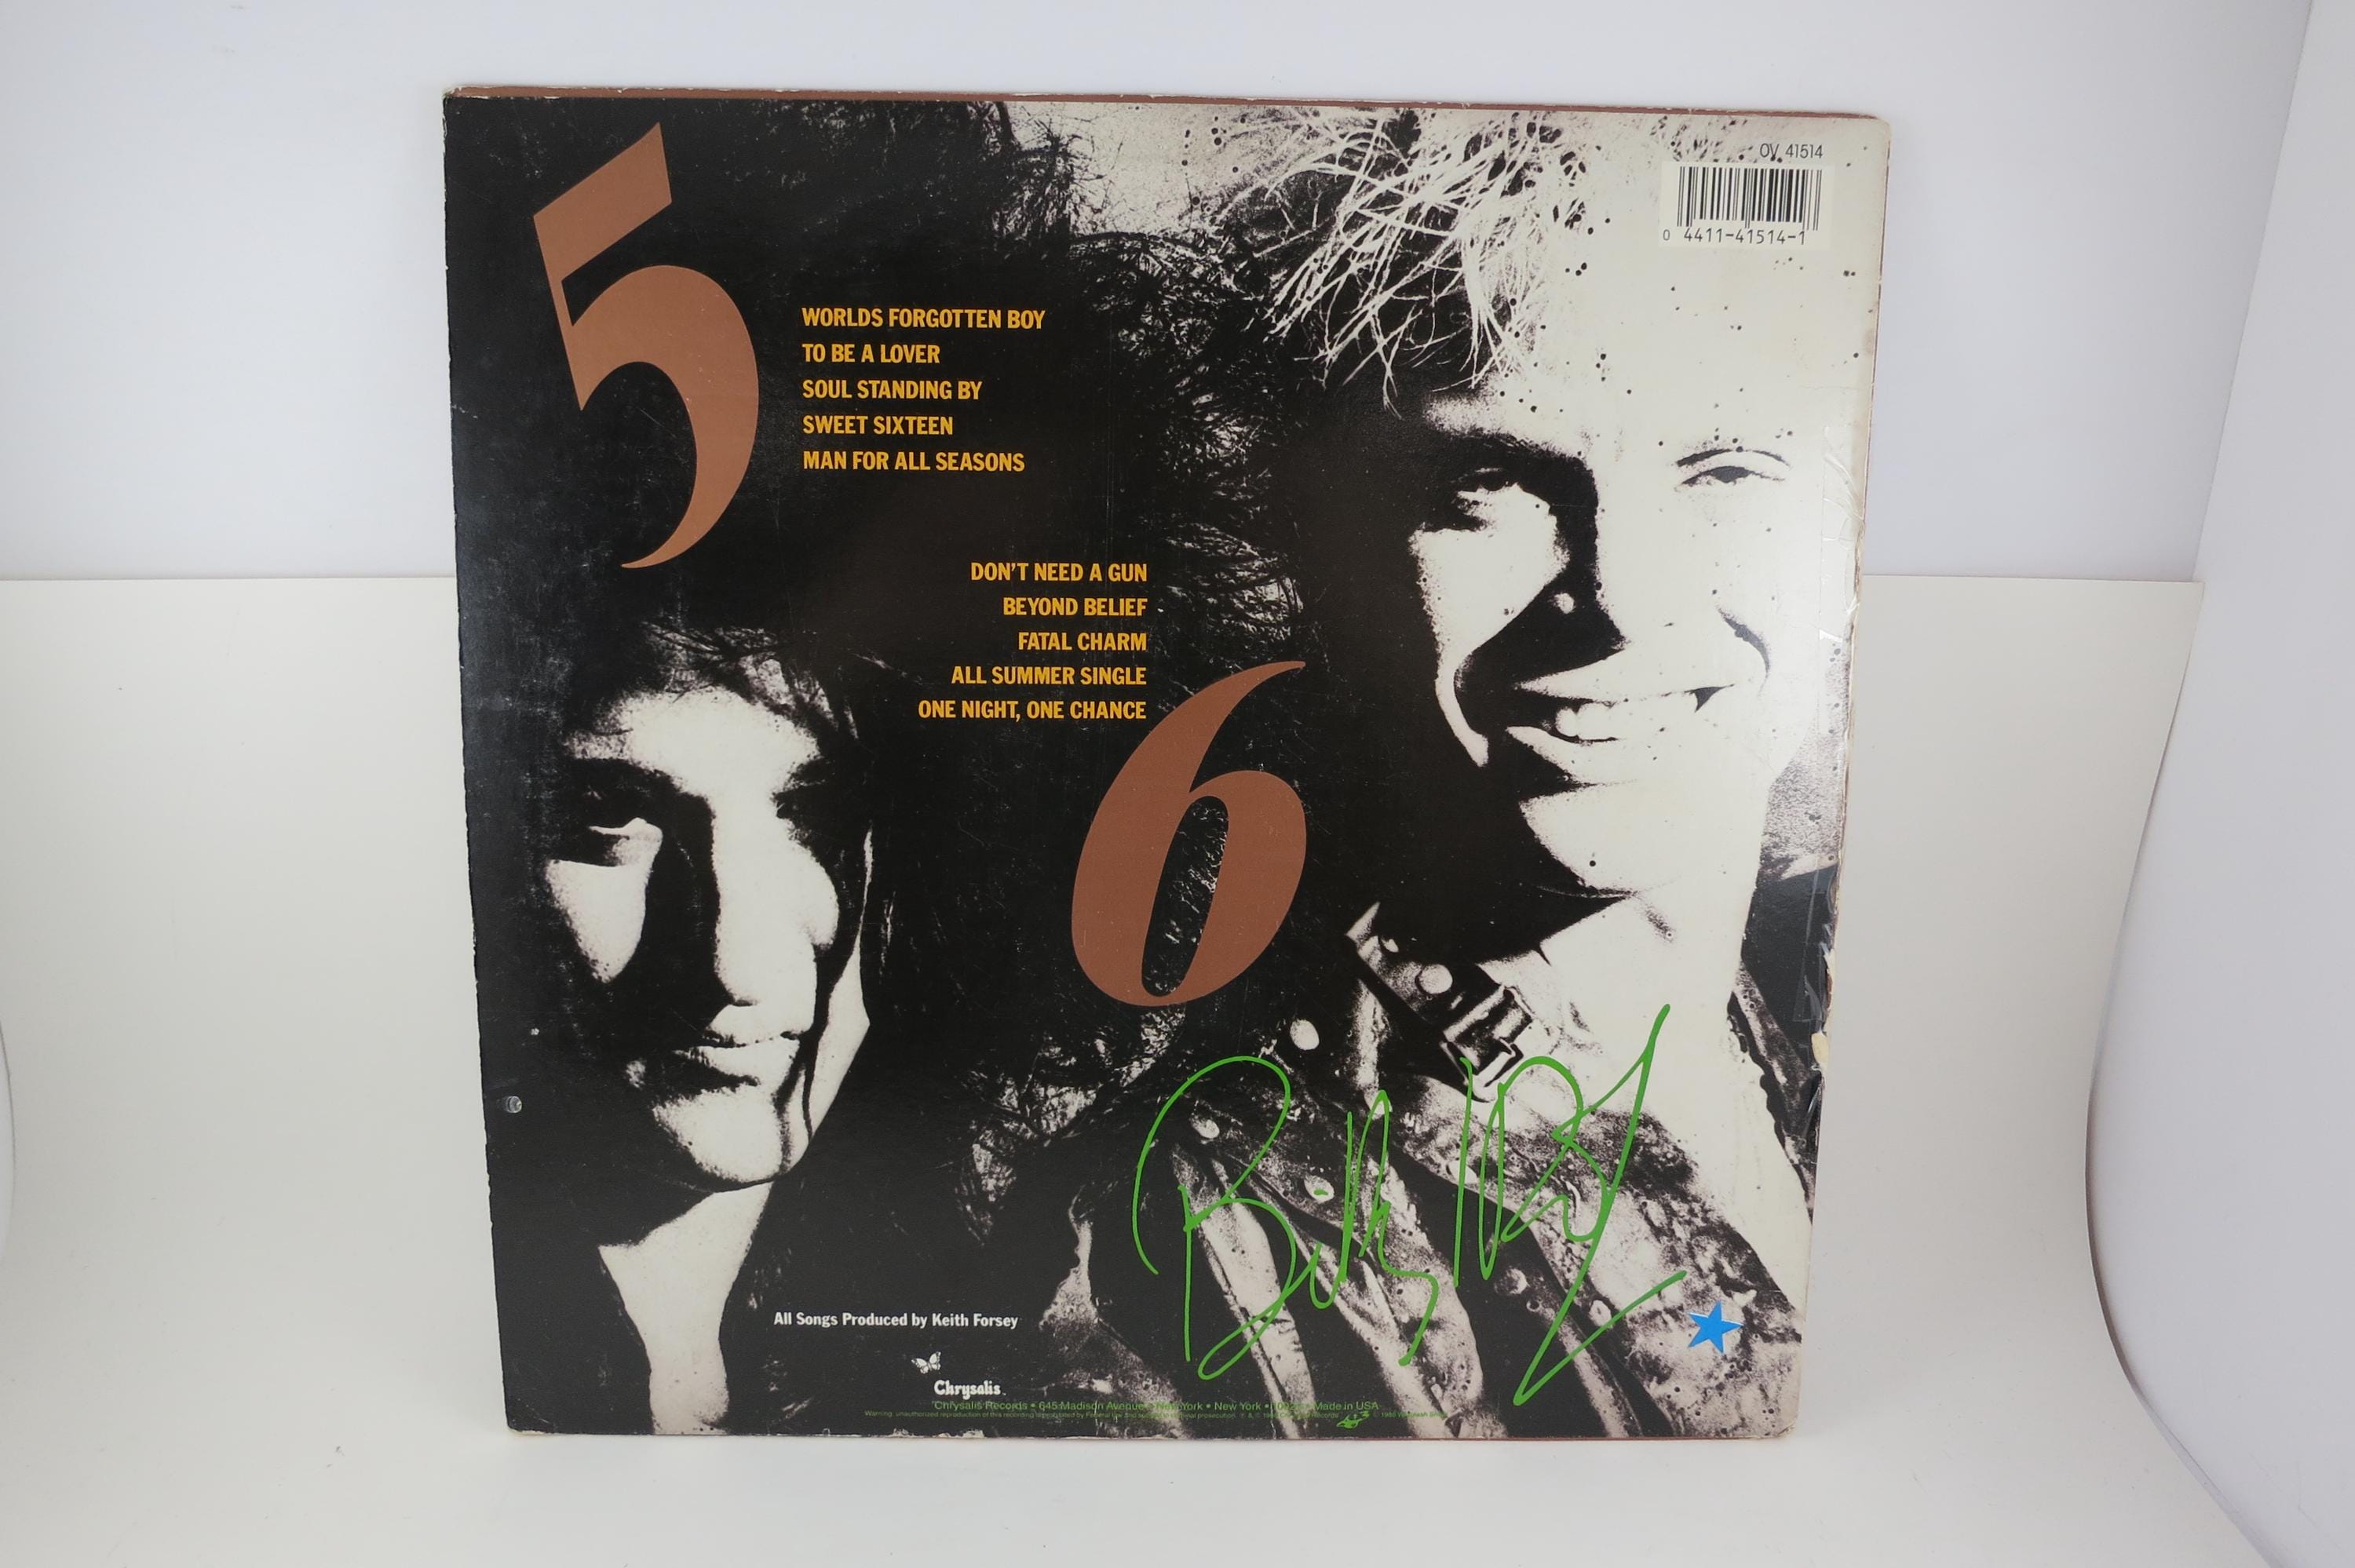 OV 41514
0 4411-41514-1
5
WORLDS FORGOTTEN BOY
TO BE A LOVER
SOUL STANDING BY
SWEET SIXTEEN
MAN FOR ALL SEASONS
DON'T NEED A GUN
BEYOND BELIEF
FATAL CHARM
ALL SUMMER SINGLE
ONE NIGHT, ONE CHANCE
6
Billy Idol
All Songs Produced by Keith Forsey
Chrysalis
Chrysalis Records • 645 Madison Avenue • New York • New York • Made in USA